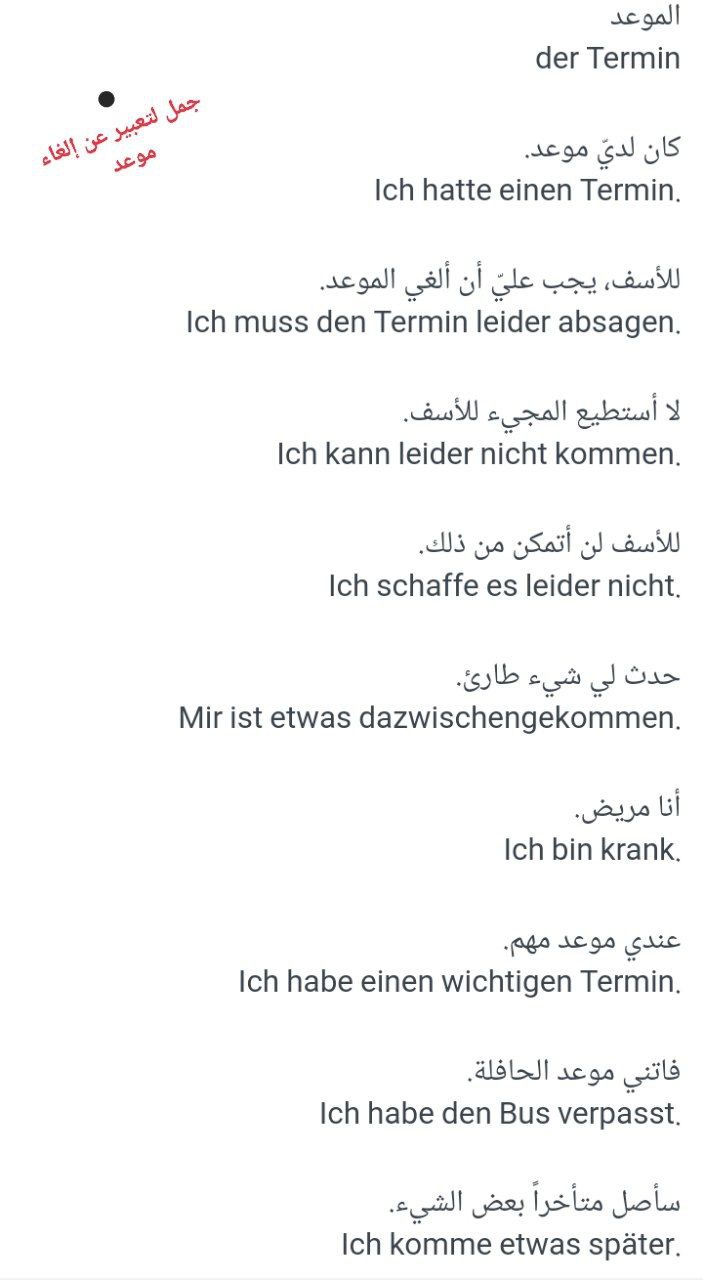 الموعد
der Termin
جمل لتعبير عن إلغاء
موعد
كان لديّ موعد.
Ich hatte einen Termin.
للأسف، يجب عليّ أن ألغي الموعد.
Ich muss den Termin leider absagen.
لا أستطيع المجيء للأسف.
Ich kann leider nicht kommen.
للأسف لن أتمكن من ذلك.
Ich schaffe es leider nicht.
حدث لي شيء طارئ.
Mir ist etwas dazwischengekommen.
أنا مريض.
Ich bin krank.
عندي موعد مهم.
Ich habe einen wichtigen Termin.
فاتني موعد الحافلة.
Ich habe den Bus verpasst.
سأصل متأخراً بعض الشيء.
Ich komme etwas später.